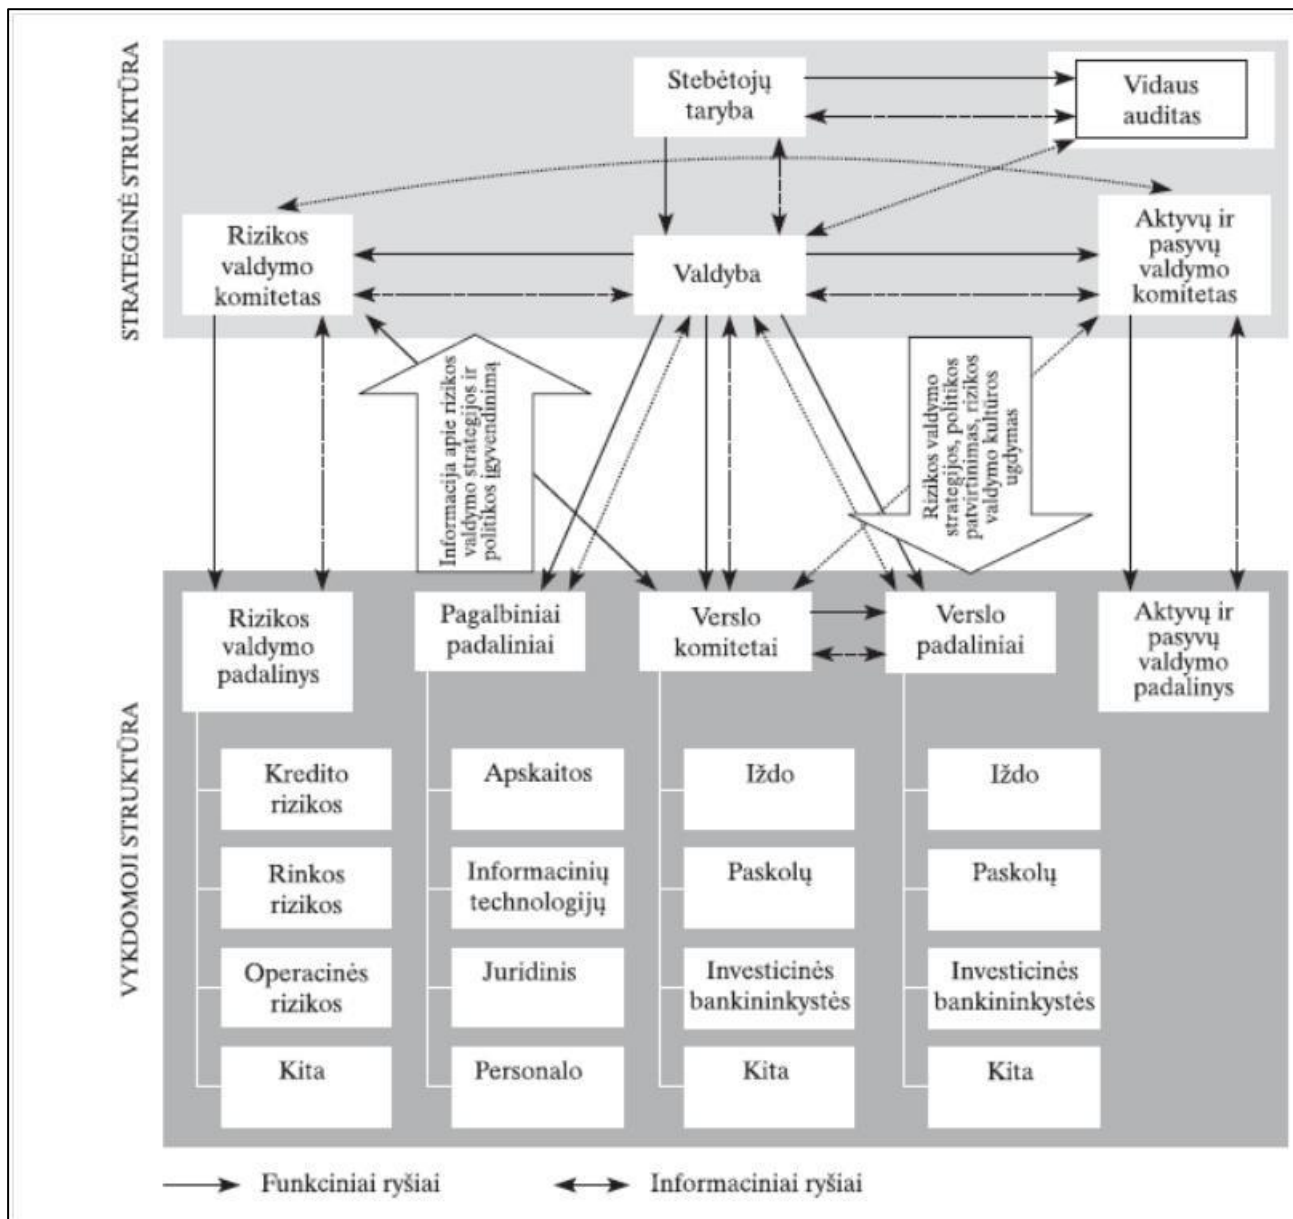 STRATEGINĖ STRUKTŪRA
Stebėtojų
taryba
Vidaus
auditas
Rizikos
valdymo
komitetas
Valdyba
Aktyvų ir
pasyvų
valdymo
komitetas
Informacija apie rizikos
valdymo strategijos ir
politikos įgyvendinimą
Rizikos valdymo
strategijos, politikos
patvirtinimas, rizikos
valdymo kultūros
ugdymas
VYKDOMOJI STRUKTŪRA
Rizikos
valdymo
padalinys
Pagalbiniai
padaliniai
Verslo
komitetai
Verslo
padaliniai
Aktyvų ir
pasyvų
valdymo
padalinys
Kredito
rizikos
Apskaitos
Iždo
Iždo
Rinkos
rizikos
Informacinių
technologijų
Paskolų
Paskolų
Operacinės
rizikos
Juridinis
Investicinės
bankininkystės
Investicinės
bankininkystės
Kita
Personalo
Kita
Kita
Funkciniai ryšiai
Informaciniai ryšiai